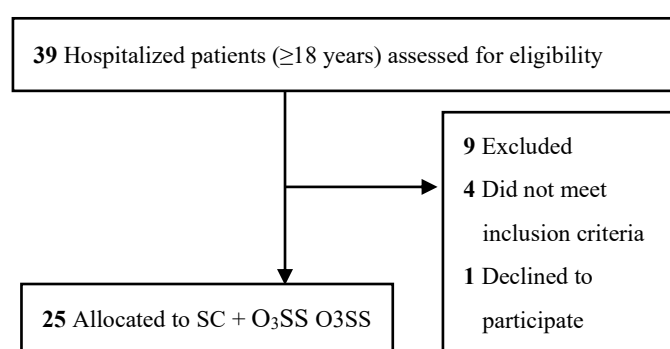 39 Hospitalized patients (≥18 years) assessed for eligibility
9 Excluded
4 Did not meet
inclusion criteria
1 Declined to
participate
25 Allocated to SC + O₃SS O3SS